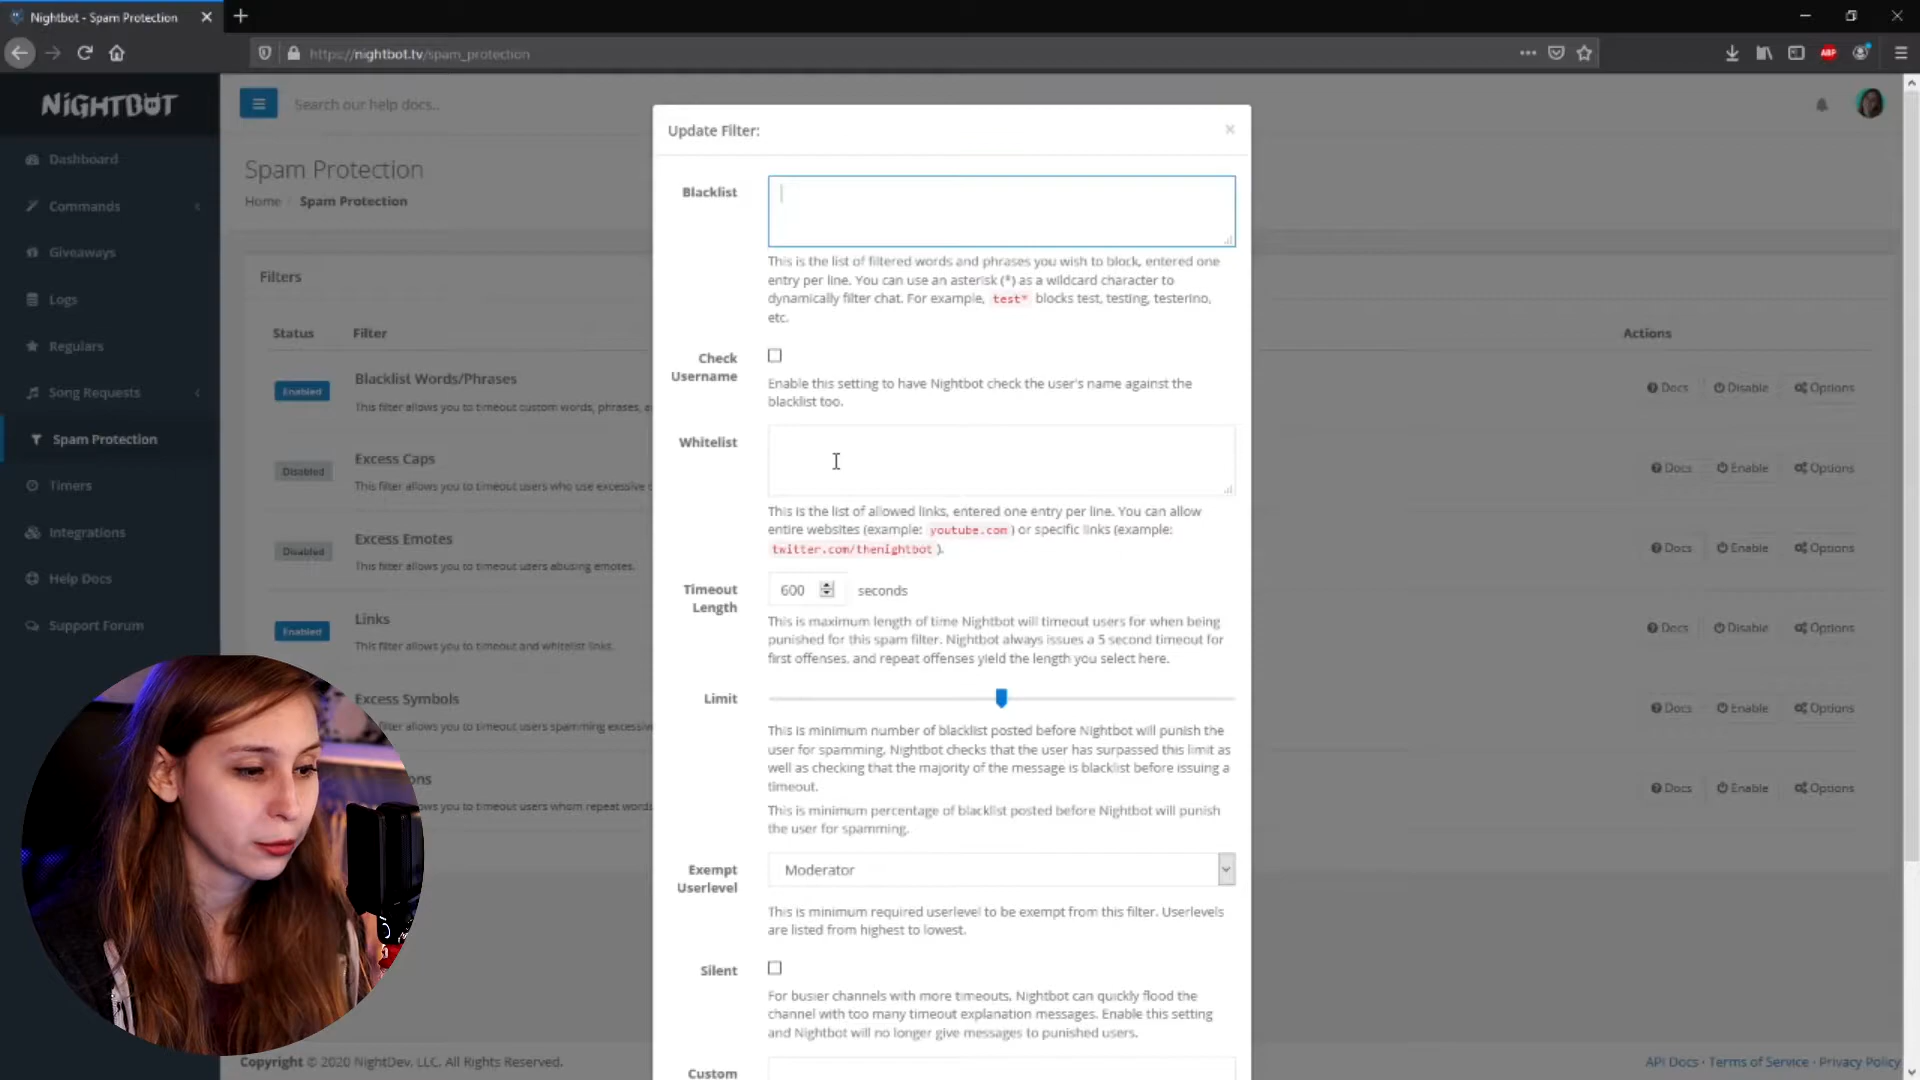 Nightbot - Spam Protection
https://nightbot.tv/spam_protection
ABP
NIGHTBOT
Search our help docs..
Dashboard
Commands
Giveaways
Logs
Regulars
Song Requests
Spam Protection
Timers
Integrations
Help Docs
Support Forum
Spam Protection
Home Spam Protection
Filters
Status Filter Actions
Enabled Blacklist Words/Phrases
This filter allows you to timeout custom words, phrases, a
Docs Disable Options
Disabled Excess Caps
This filter allows you to timeout users who use excessive c
Docs Enable Options
Disabled Excess Emotes
This filter allows you to timeout users abusing emotes.
Docs Enable Options
Enabled Links
This filter allows you to timeout and whitelist links.
Docs Disable Options
Excess Symbols
filter allows you to timeout users spamming excessive
Docs Enable Options
ons
ows you to timeout users whom repeat words
Docs Enable Options
Update Filter:
×
Blacklist
This is the list of filtered words and phrases you wish to block, entered one
entry per line. You can use an asterisk (*) as a wildcard character to
dynamically filter chat. For example, test* blocks test, testing, testerino,
etc.
Check
Username
Enable this setting to have Nightbot check the user's name against the
blacklist too.
Whitelist
This is the list of allowed links, entered one entry per line. You can allow
entire websites (example: youtube.com) or specific links (example:
twitter.com/thenightbot ).
Timeout
Length
600 seconds
This is maximum length of time Nightbot will timeout users for when being
punished for this spam filter. Nightbot always issues a 5 second timeout for
first offenses, and repeat offenses yield the length you select here.
Limit
This is minimum number of blacklist posted before Nightbot will punish the
user for spamming. Nightbot checks that the user has surpassed this limit as
well as checking that the majority of the message is blacklist before issuing a
timeout.
This is minimum percentage of blacklist posted before Nightbot will punish
the user for spamming.
Exempt
Userlevel
Moderator
This is minimum required userlevel to be exempt from this filter. Userlevels
are listed from highest to lowest.
Silent
For busier channels with more timeouts, Nightbot can quickly flood the
channel with too many timeout explanation messages. Enable this setting
and Nightbot will no longer give messages to punished users.
Custom
Copyright © 2020 NightDev, LLC. All Rights Reserved.
API Docs · Terms of Service · Privacy Policy